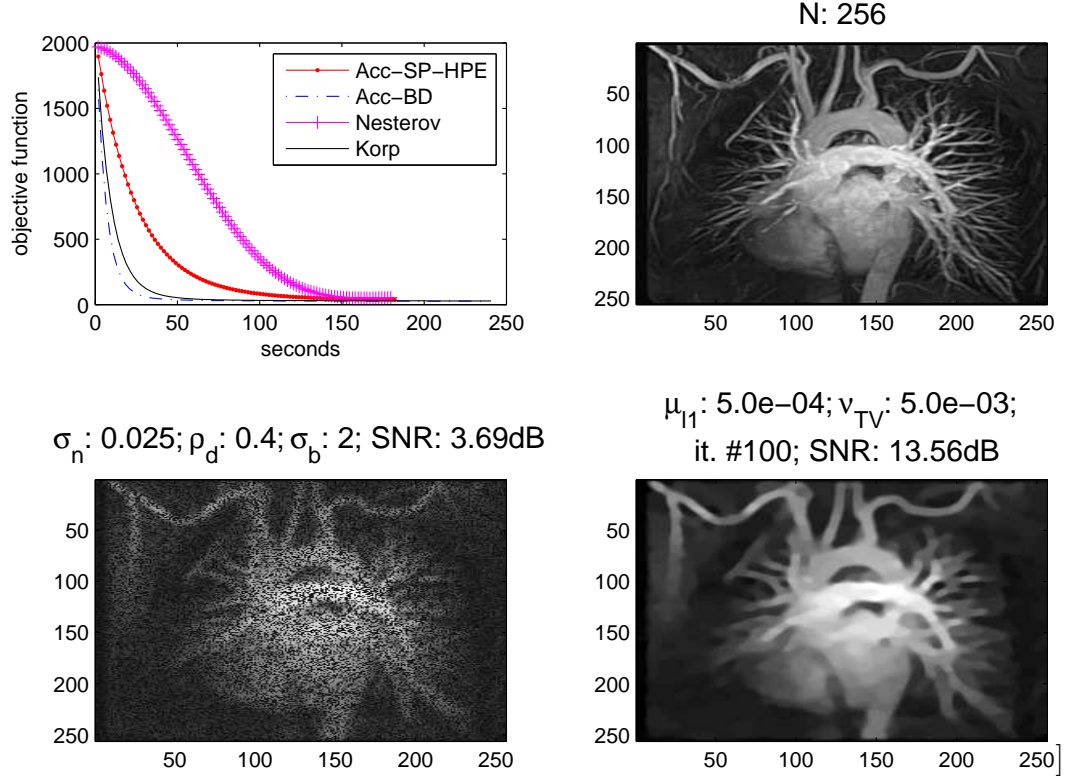 N: 256
2000
1500
1000
500
0
0 50 100 150 200 250
objective function
seconds
Acc−SP−HPE
Acc−BD
Nesterov
Korp
50
100
150
200
250
50 100 150 200 250
σn: 0.025; ρd: 0.4; σb: 2; SNR: 3.69dB
50
100
150
200
250
50 100 150 200 250
μl1: 5.0e−04; νTV: 5.0e−03;
it. #100; SNR: 13.56dB
50
100
150
200
250
50 100 150 200 250 ]